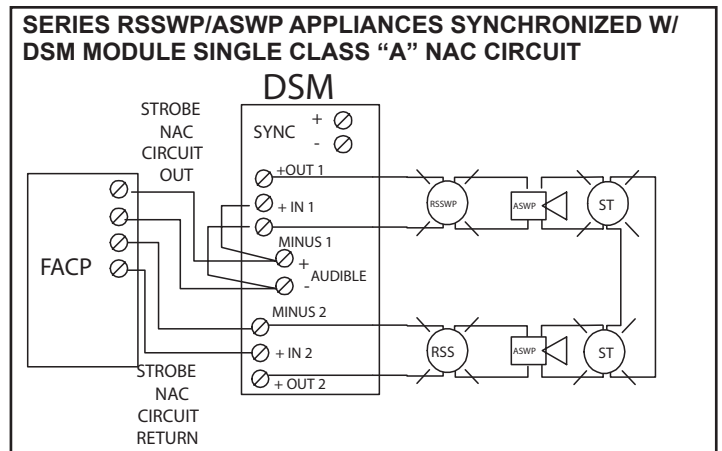 SERIES RSSWP/ASWP APPLIANCES SYNCHRONIZED W/
DSM MODULE SINGLE CLASS “A” NAC CIRCUIT
DSM
STROBE
NAC
CIRCUIT
OUT
SYNC
+
-
+OUT 1
+ IN 1
MINUS 1
+
AUDIBLE
-
MINUS 2
+ IN 2
+ OUT 2
FACP
STROBE
NAC
CIRCUIT
RETURN
RSSWP
ASWP
ST
RSS
ASWP
ST